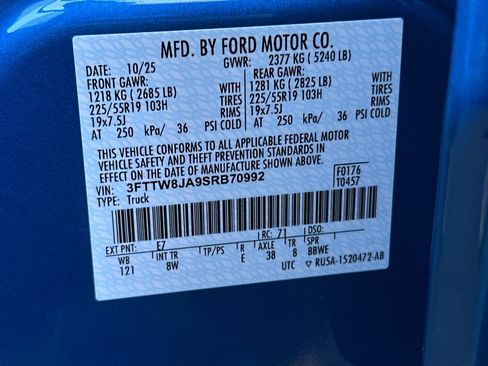 MFD. BY FORD MOTOR CO.
DATE: 10/25 GVWR: 2377 KG ( 5240 LB)
FRONT GAWR: REAR GAWR:
1218 KG ( 2685 LB) WITH 1281 KG ( 2825 LB) WITH
225/55R19 103H TIRES 225/55R19 103H TIRES
19x7.5J RIMS 19x7.5J RIMS
AT 250 kPa/ 36 PSI COLD AT 250 kPa/ 36 PSI COLD
THIS VEHICLE CONFORMS TO ALL APPLICABLE FEDERAL MOTOR
VEHICLE SAFETY AND THEFT PREVENTION STANDARDS IN
EFFECT ON THE DATE OF MANUFACTURE SHOWN ABOVE.
VIN: 3FTTW8JA9SRB70992 F0176
TYPE: Truck T0457
EXT PNT: E7 RC: 71 DSO:
WB INT TR TP/PS R AXLE TR SPR
121 8W E 38 8 BBWE
UTC ▽ RU5A-1520472-AB